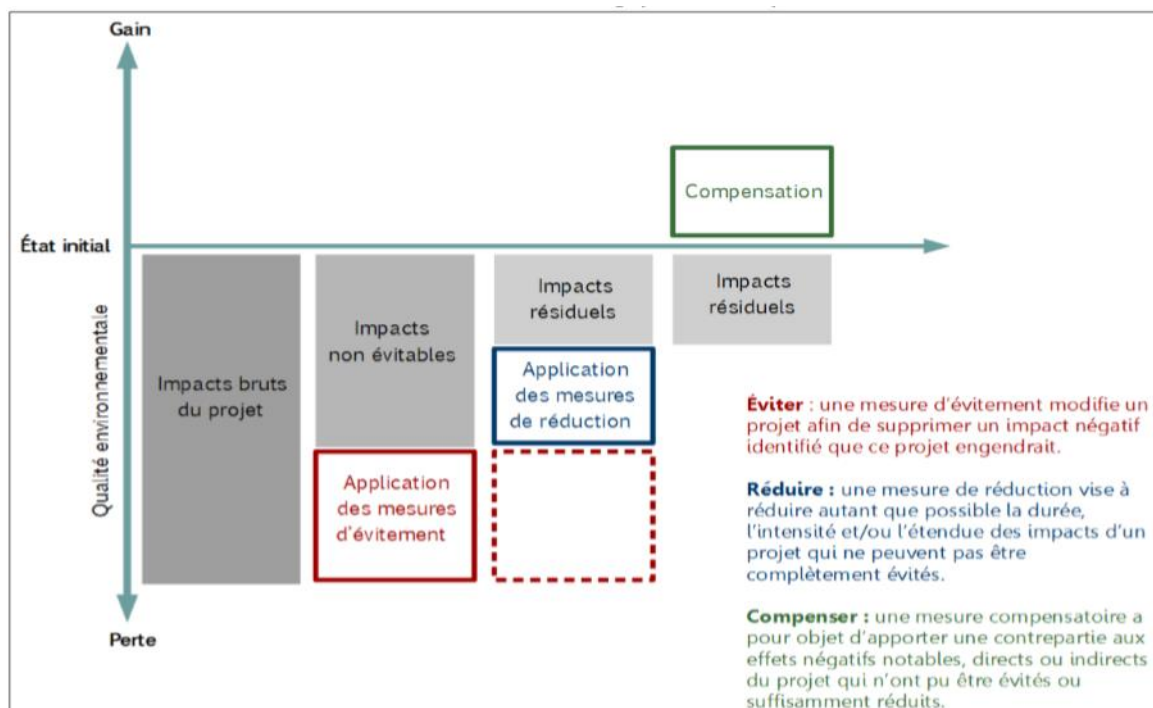 Gain
Compensation
État initial
Qualité environnementale
Impacts bruts
du projet
Impacts
non évitables
Application
des mesures
d'évitement
Impacts
résiduels
Application
des mesures
de réduction
Impacts
résiduels
Perte
Éviter : une mesure d'évitement modifie un
projet afin de supprimer un impact négatif
identifié que ce projet engendrait.
Réduire : une mesure de réduction vise à
réduire autant que possible la durée,
l'intensité et/ou l'étendue des impacts d'un
projet qui ne peuvent pas être
complètement évités.
Compenser : une mesure compensatoire a
pour objet d'apporter une contrepartie aux
effets négatifs notables, directs ou indirects
du projet qui n'ont pu être évités ou
suffisamment réduits.